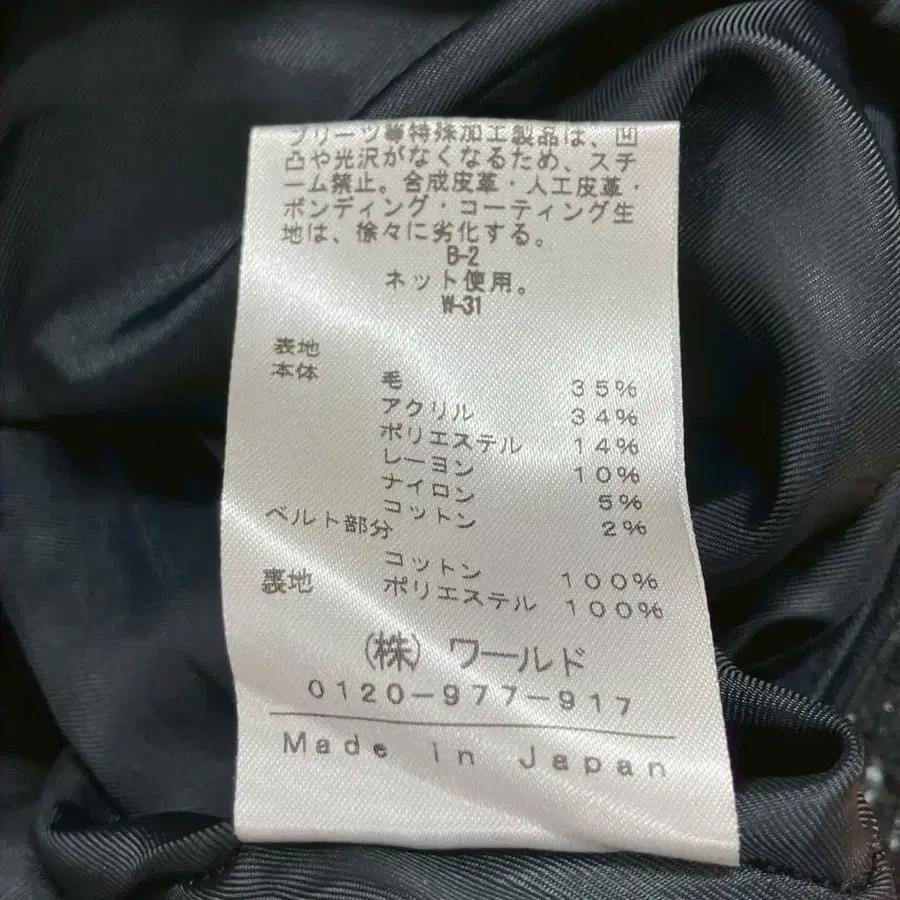 プリーツ等特殊加工製品は、凹
凸や光沢がなくなるため、スチ
ーム禁止。合成皮革・人工皮革・
ボンディング・コーティング生
地は、徐々に劣化する。
B-2
ネット使用。
W-31
表地
本体 毛 35%
アクリル 34%
ポリエステル 14%
レーヨン 10%
ナイロン 5%
コットン 2%
ベルト部分
コットン 100%
裏地 ポリエステル 100%
(株) ワールド
0120-977-917
Made in Japan